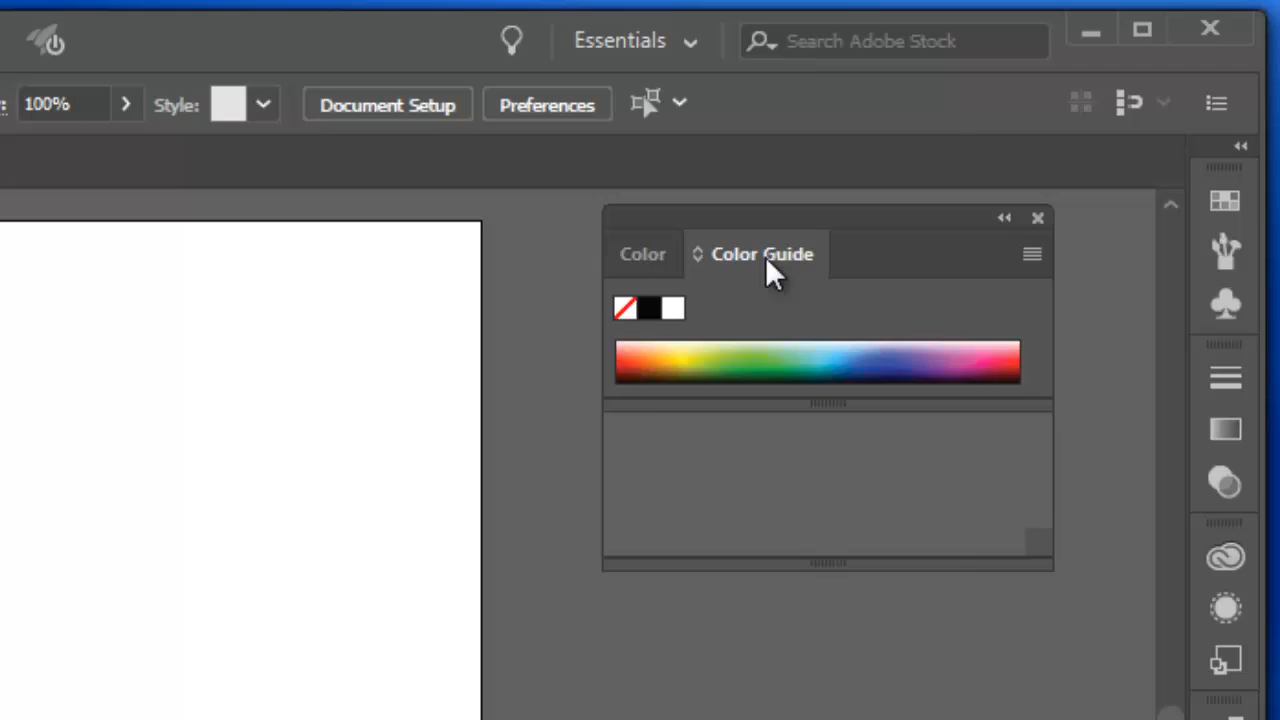 Essentials
Search Adobe Stock
100%
Style:
Document Setup
Preferences
Color
Color Guide